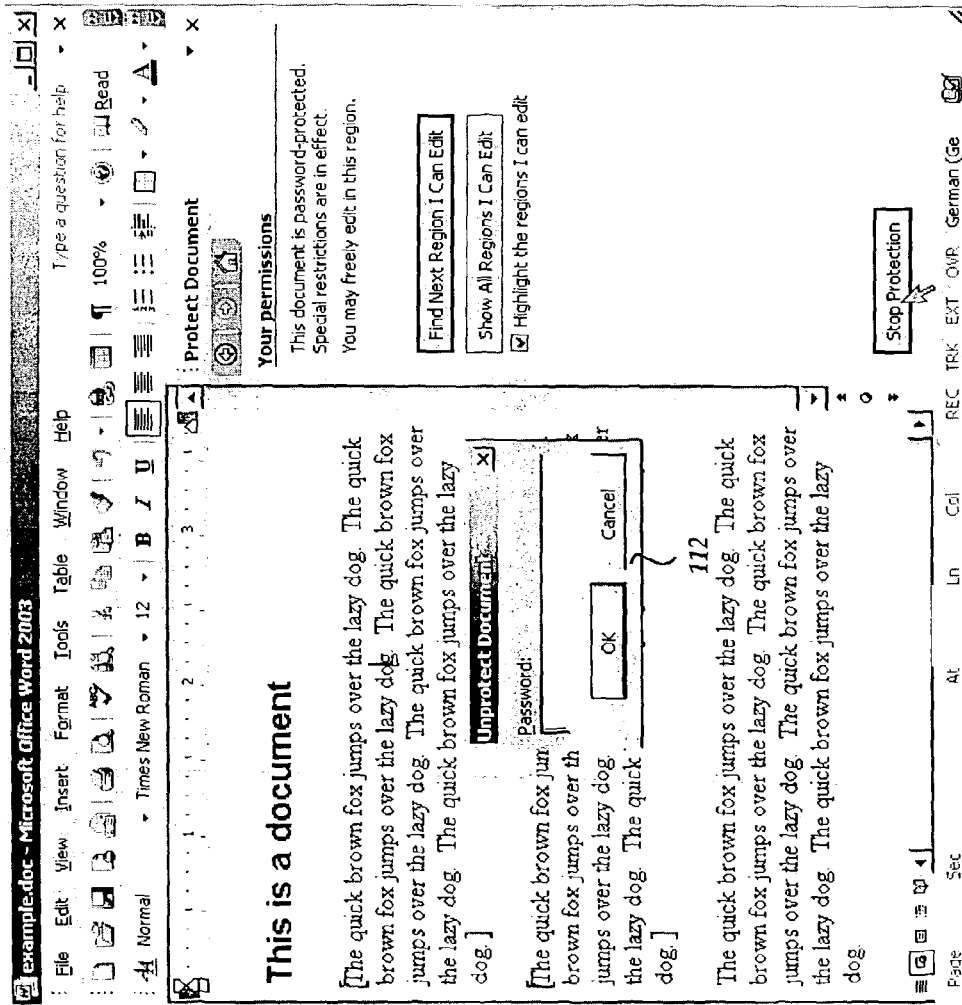 example.doc - Microsoft Office Word 2003
File Edit View Insert Format Tools Table Window Help Type a question for help
100% Read
Normal Times New Roman 12 B I U A
1 2 3
This is a document
[The quick brown fox jumps over the lazy dog. The quick
brown fox jumps over the lazy dog. The quick brown fox
jumps over the lazy dog. The quick brown fox jumps over
the lazy dog. The quick brown fox jumps over the lazy
dog.]
[The quick brown fox jum
brown fox jumps over th
jumps over the lazy dog. er
the lazy dog. The quick
dog.]
Unprotect Document
Password:
OK Cancel
112
The quick brown fox jumps over the lazy dog. The quick
brown fox jumps over the lazy dog. The quick brown fox
jumps over the lazy dog. The quick brown fox jumps over
the lazy dog. The quick brown fox jumps over the lazy
dog.
Protect Document
Your permissions
This document is password-protected.
Special restrictions are in effect.
You may freely edit in this region.
Find Next Region I Can Edit
Show All Regions I Can Edit
Highlight the regions I can edit
Stop Protection
Page Sec At Ln Col REC TRK EXT OVR German (Ge